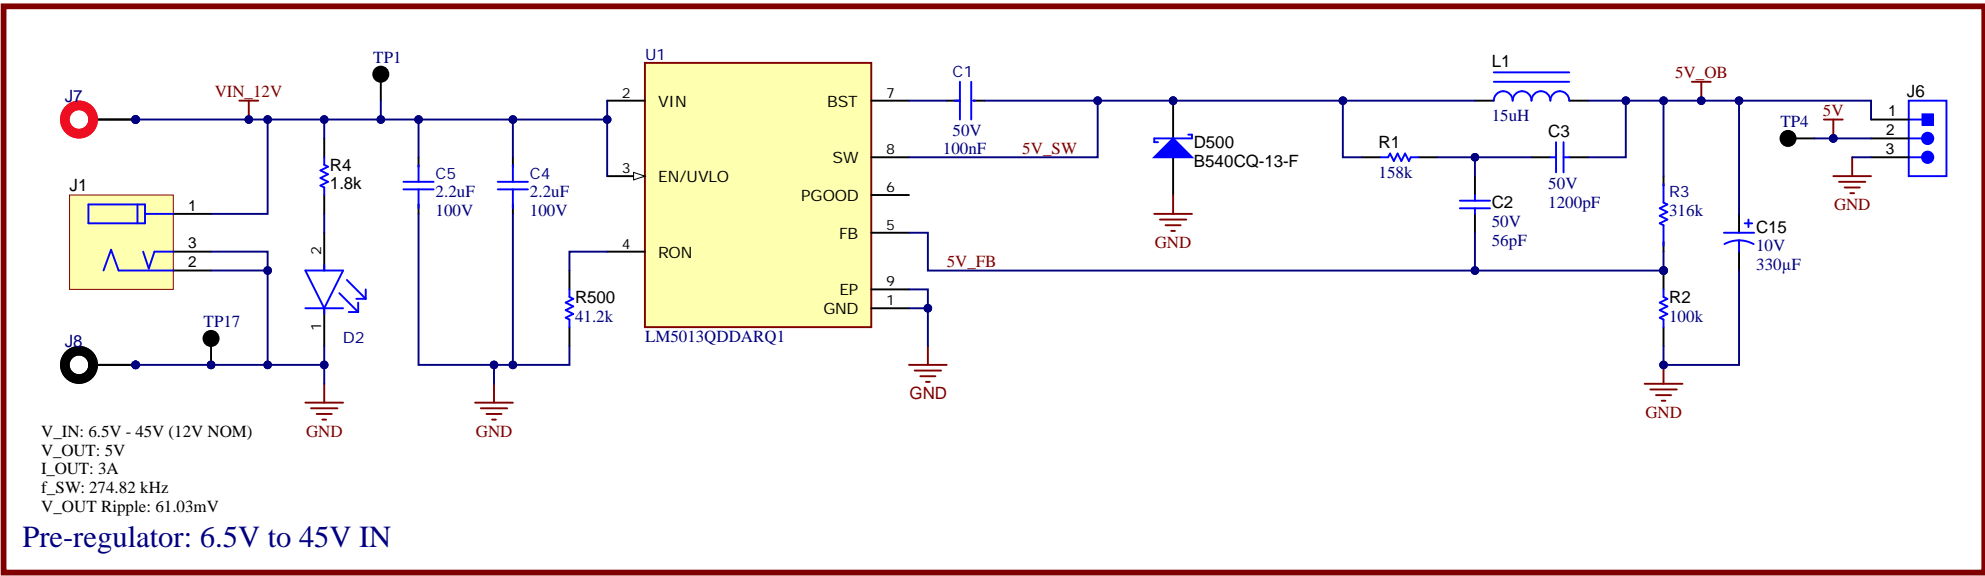 J7
VIN_12V
TP1
J1
1
3
2
R4
1.8k
2
1
D2
TP17
J8
GND
C5
2.2uF
100V
C4
2.2uF
100V
GND
R500
41.2k
U1
2
VIN
3
EN/UVLO
4
RON
BST
7
SW
8
PGOOD
6
FB
5
EP
9
GND
1
LM5013QDDARQ1
GND
C1
50V
100nF
5V_SW
5V_FB
D500
B540CQ-13-F
GND
L1
15uH
R1
158k
C3
50V
1200pF
C2
50V
56pF
5V_OB
R3
316k
R2
100k
GND
C15
10V
330µF
TP4
5V
J6
1
2
3
GND
V_IN: 6.5V - 45V (12V NOM)
V_OUT: 5V
I_OUT: 3A
f_SW: 274.82 kHz
V_OUT Ripple: 61.03mV
Pre-regulator: 6.5V to 45V IN